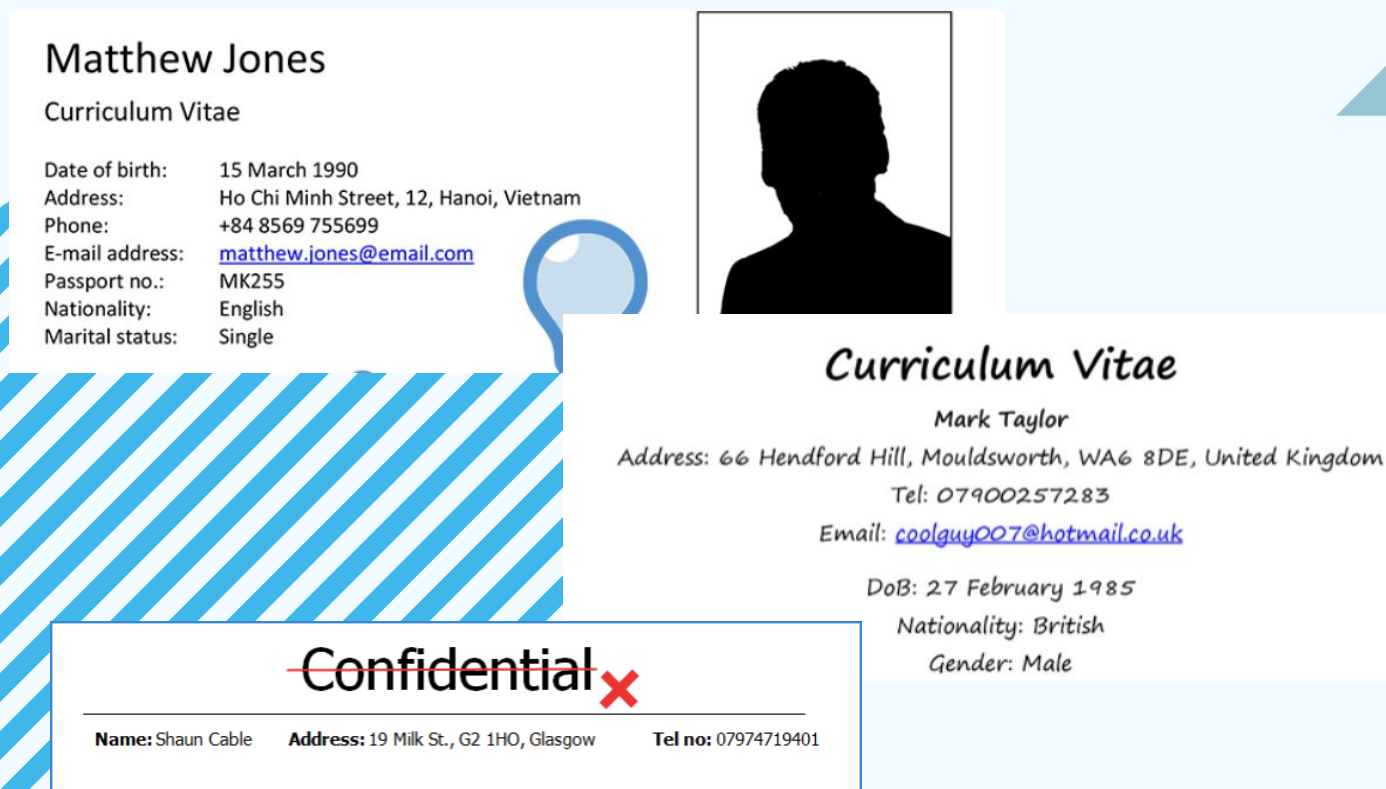 Matthew Jones
Curriculum Vitae
Date of birth: 15 March 1990
Address: Ho Chi Minh Street, 12, Hanoi, Vietnam
Phone: +84 8569 755699
E-mail address: matthew.jones@email.com
Passport no.: MK255
Nationality: English
Marital status: Single
Curriculum Vitae
Mark Taylor
Address: 66 Hendford Hill, Mouldsworth, WA6 8DE, United Kingdom
Tel: 07900257283
Email: coolguy007@hotmail.co.uk
DoB: 27 February 1985
Nationality: British
Gender: Male
Confidential
Name: Shaun Cable Address: 19 Milk St., G2 1HO, Glasgow Tel no: 07974719401